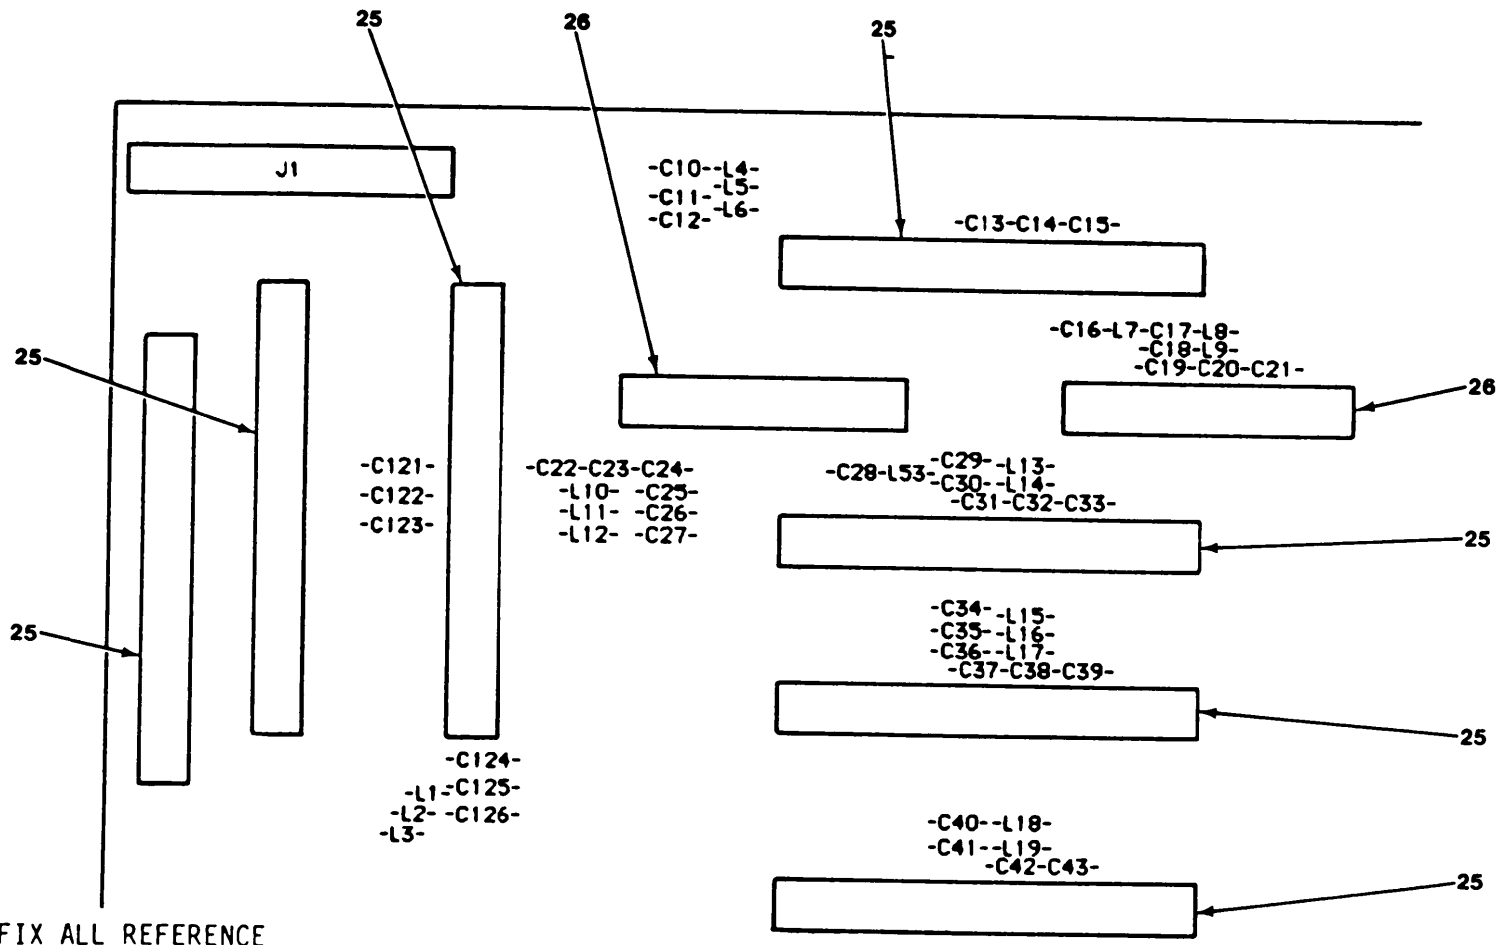 25
26
25
J1
-C10--L4-
-C11--L5-
-C12--L6-
-C13-C14-C15-
-C16-L7-C17-L8-
-C18-L9-
-C19-C20-C21-
25
26
-C121-
-C122-
-C123-
-C22-C23-C24-
-L10- -C25-
-L11- -C26-
-L12- -C27-
-C28-L53-C29--L13-
-C30--L14-
-C31-C32-C33-
25
25
-C34--L15-
-C35--L16-
-C36--L17-
-C37-C38-C39-
25
-C124-
-L1-C125-
-L2- -C126-
-L3-
-C40--L18-
-C41--L19-
-C42-C43-
25
FIX ALL REFERENCE